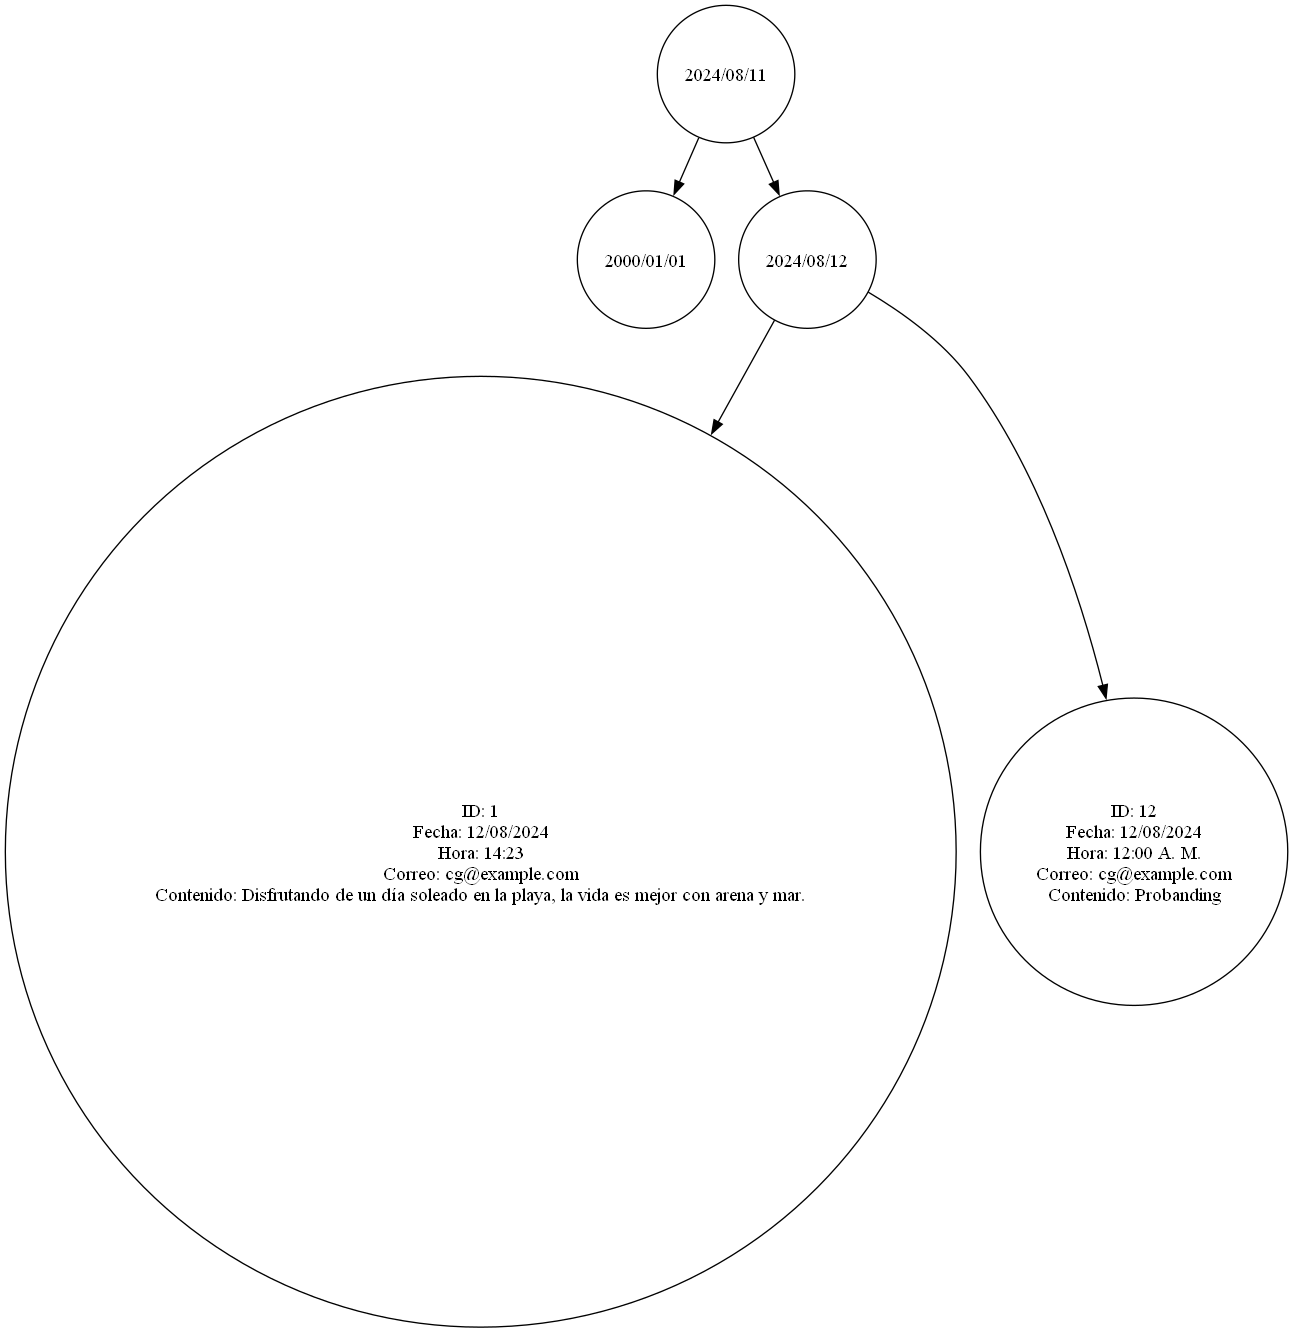 2024/08/11
2000/01/01
2024/08/12
ID: 1
Fecha: 12/08/2024
Hora: 14:23
Correo: cg@example.com
Contenido: Disfrutando de un día soleado en la playa, la vida es mejor con arena y mar.
ID: 12
Fecha: 12/08/2024
Hora: 12:00 A. M.
Correo: cg@example.com
Contenido: Probanding